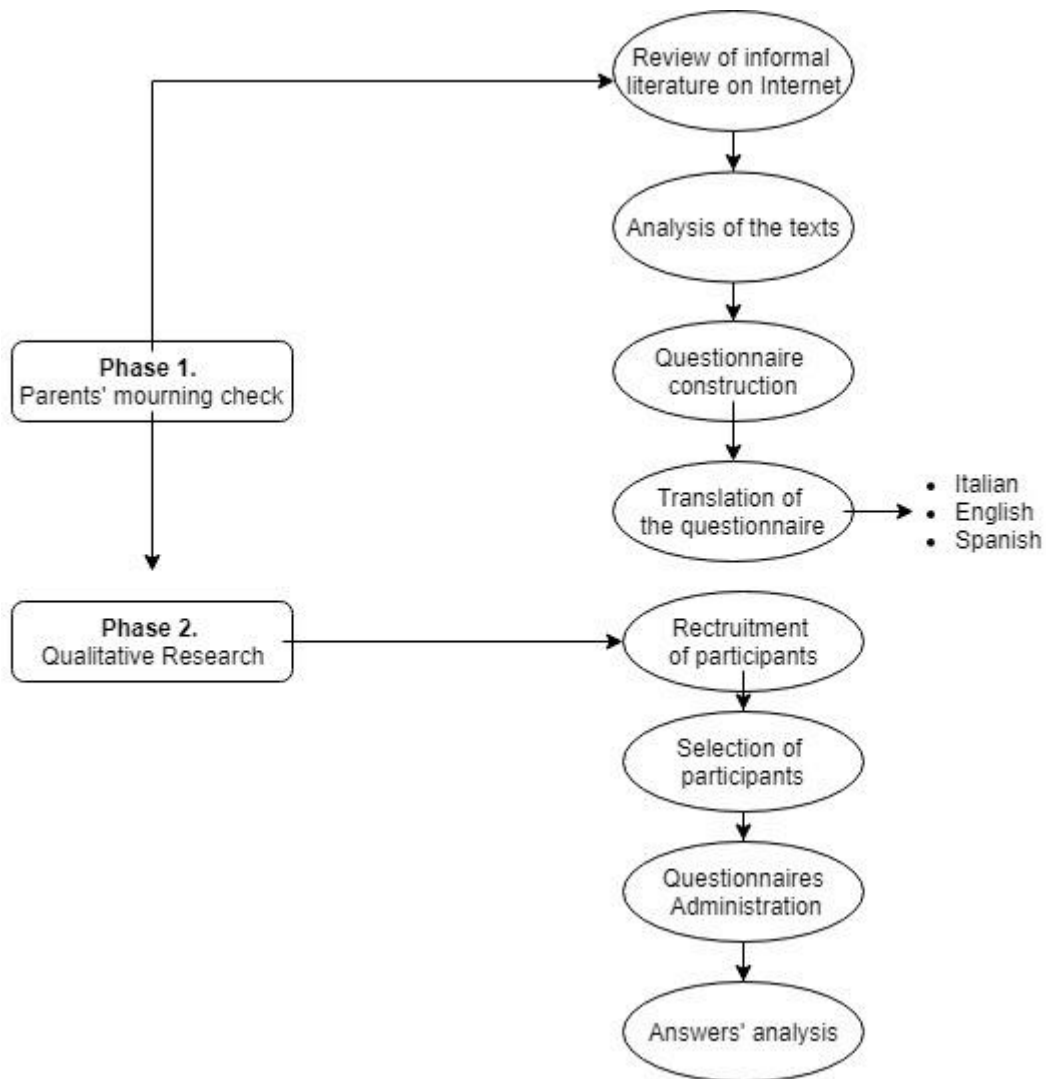 Review of informal
literature on Internet
Analysis of the texts
Phase 1.
Parents' mourning check
Questionnaire
construction
Translation of
the questionnaire
• Italian
• English
• Spanish
Phase 2.
Qualitative Research
Rectruitment
of participants
Selection of
participants
Questionnaires
Administration
Answers' analysis